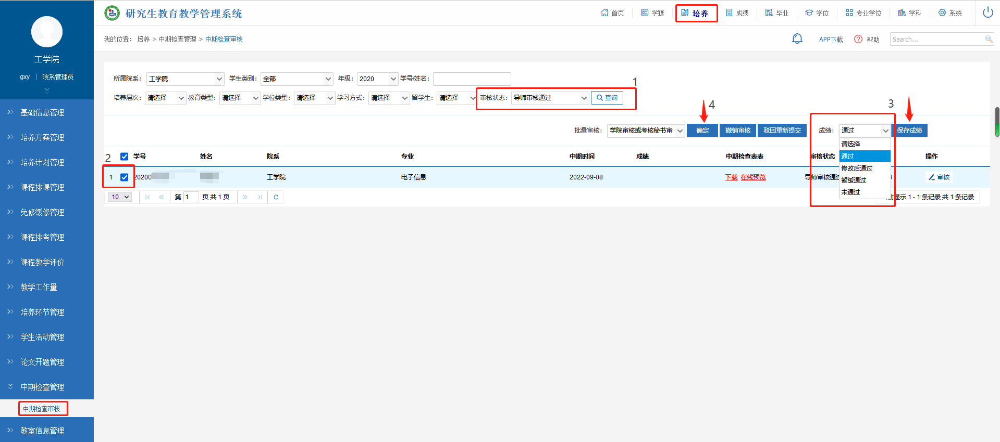 研究生教育教学管理系统
首页
学籍
培养
成绩
毕业
学位
专业学位
学科
系统
工学院
gxy | 院系管理员
我的位置： 培养 > 中期检查管理 > 中期检查审核
APP下载
帮助
Search...
基础信息管理
培养方案管理
培养计划管理
课程排课管理
免修缓修管理
课程排考管理
课程教学评价
教学工作量
培养环节管理
学生活动管理
论文开题管理
中期检查管理
中期检查审核
教室信息管理
所属院系： 工学院 学生类别： 全部 年级： 2020 学号/姓名：
1
培养层次： 请选择 教育类型： 请选择 学位类型： 请选择 学习方式： 请选择 留学生： 请选择 审核状态： 导师审核通过 查询
4
3
批量审核： 学院审核或考核秘书审 确定 撤销审核 驳回重新提交 成绩： 通过 保存成绩
请选择
通过
修改后通过
暂缓通过
未通过
2
学号 姓名 院系 专业 中期时间 成绩 中期检查表表 审核状态 操作
1 20200 工学院 电子信息 2022-09-08 下载 在线预览 导师审核通过 审核
10 第 1 页 共 1 页
前显示 1 - 1 条记录 共 1 条记录